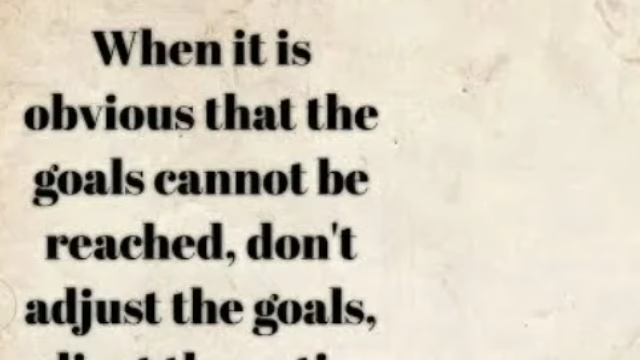 When it is
obvious that the
goals cannot be
reached, don't
adjust the goals,